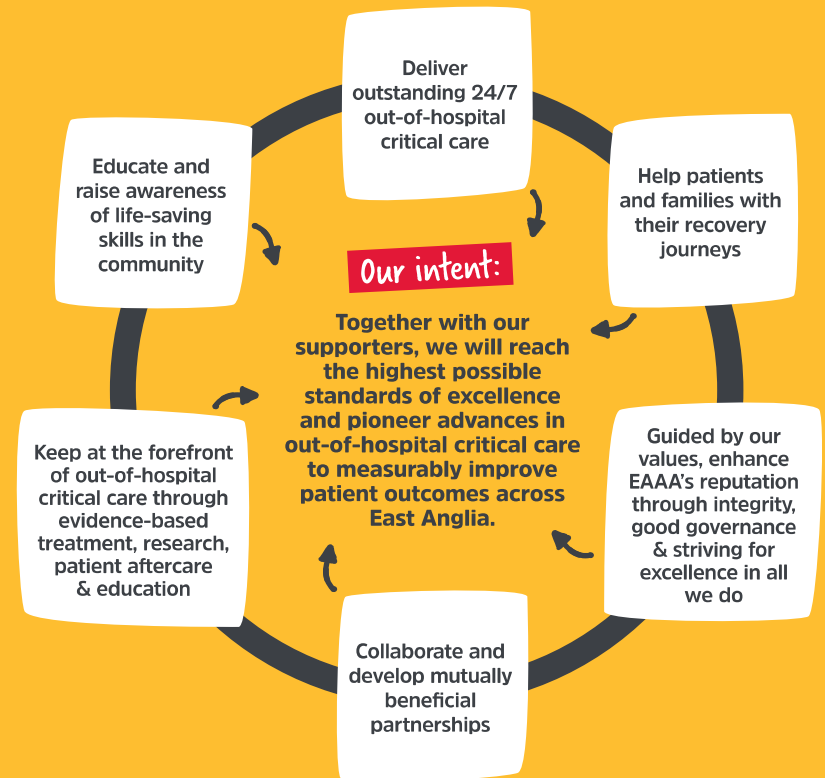 Deliver
outstanding 24/7
out-of-hospital
critical care
Help patients
and families with
their recovery
journeys
Guided by our
values, enhance
EAAA's reputation
through integrity,
good governance
& striving for
excellence in all
we do
Collaborate and
develop mutually
beneficial
partnerships
Keep at the forefront
of out-of-hospital
critical care through
evidence-based
treatment, research,
patient aftercare
& education
Educate and
raise awareness
of life-saving
skills in the
community
Our intent:
Together with our
supporters, we will reach
the highest possible
standards of excellence
and pioneer advances in
out-of-hospital critical care
to measurably improve
patient outcomes across
East Anglia.